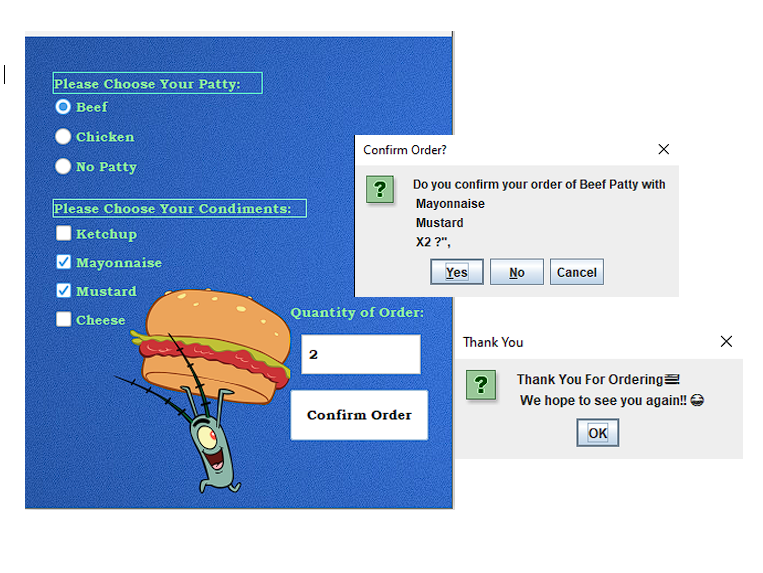 Please Choose Your Patty:
Beef
Chicken
No Patty
Please Choose Your Condiments:
Ketchup
Mayonnaise
Mustard
Cheese
Quantity of Order:
2
Confirm Order
Confirm Order?
Do you confirm your order of Beef Patty with
Mayonnaise
Mustard
X2 ?",
Yes
No
Cancel
Thank You
Thank You For Ordering🍔
We hope to see you again!! 😂
OK